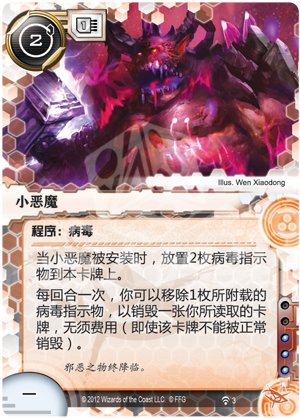 2
1
Illus. Wen Xiaodong
小恶魔
程序：病毒
当小恶魔被安装时，放置2枚病毒指示
物到本卡牌上。
每回合一次，你可以移除1枚所附载的
病毒指示物，以销毁一张你所读取的卡
牌，无须费用（即使该卡牌不能被正常
销毁）。
邪恶之物终降临。
–
© 2012 Wizards of the Coast LLC. © FFG
3